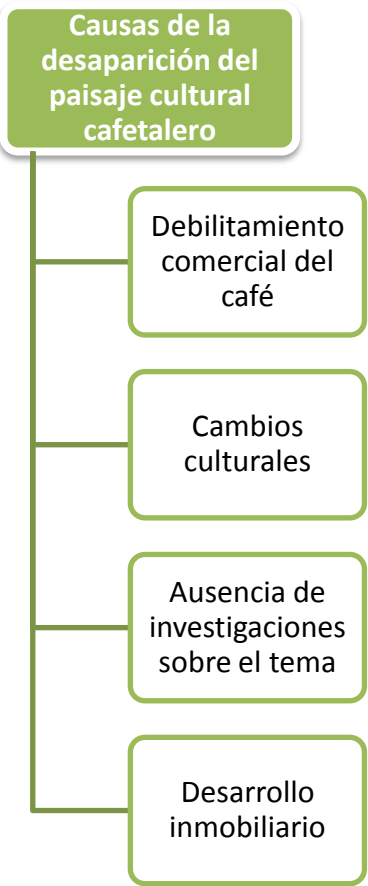 Causas de la
desaparición del
paisaje cultural
cafetalero
Debilitamiento
comercial del
café
Cambios
culturales
Ausencia de
investigaciones
sobre el tema
Desarrollo
inmobiliario